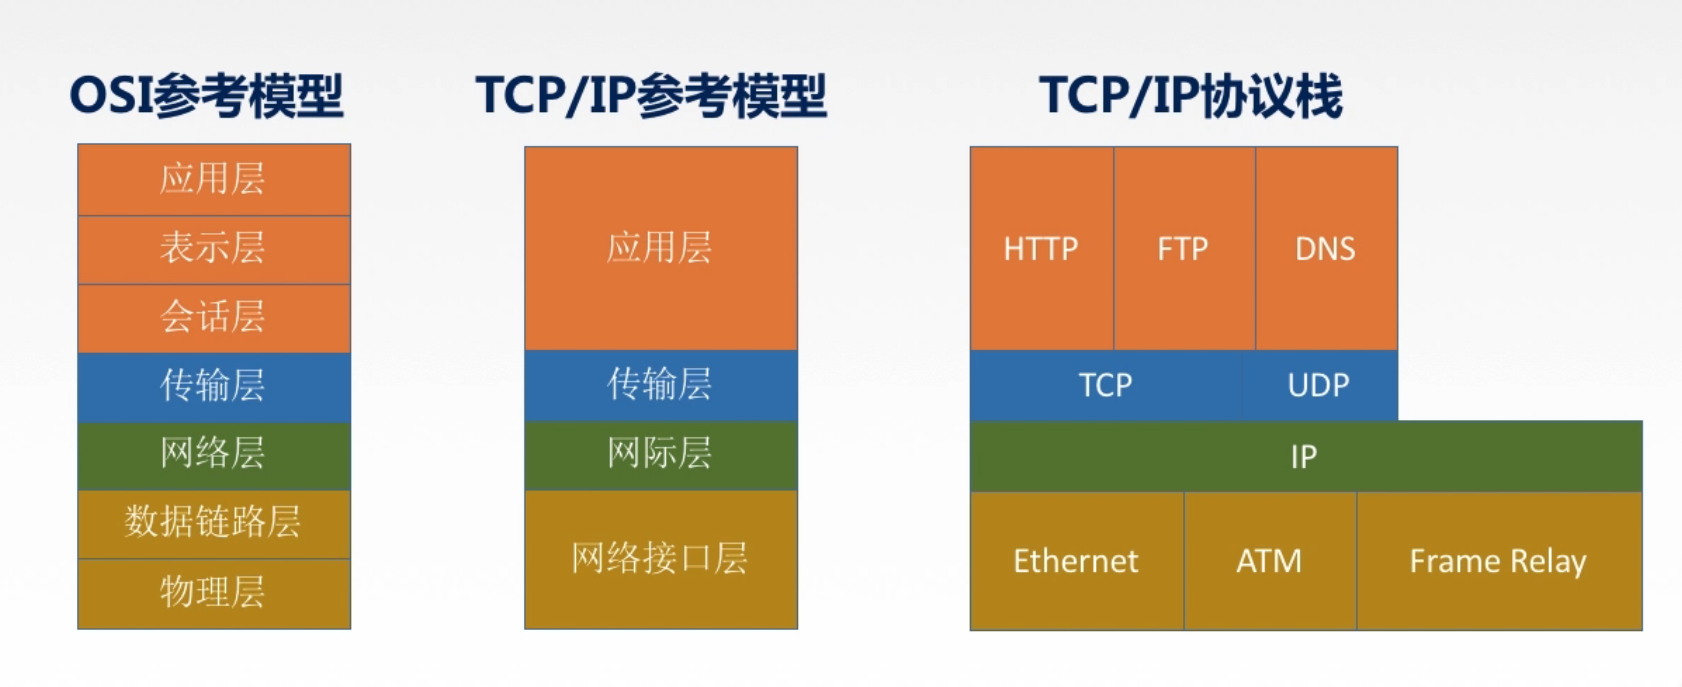 OSI参考模型
应用层
表示层
会话层
传输层
网络层
数据链路层
物理层
TCP/IP参考模型
应用层
传输层
网际层
网络接口层
TCP/IP协议栈
HTTP FTP DNS
TCP UDP
IP
Ethernet ATM Frame Relay